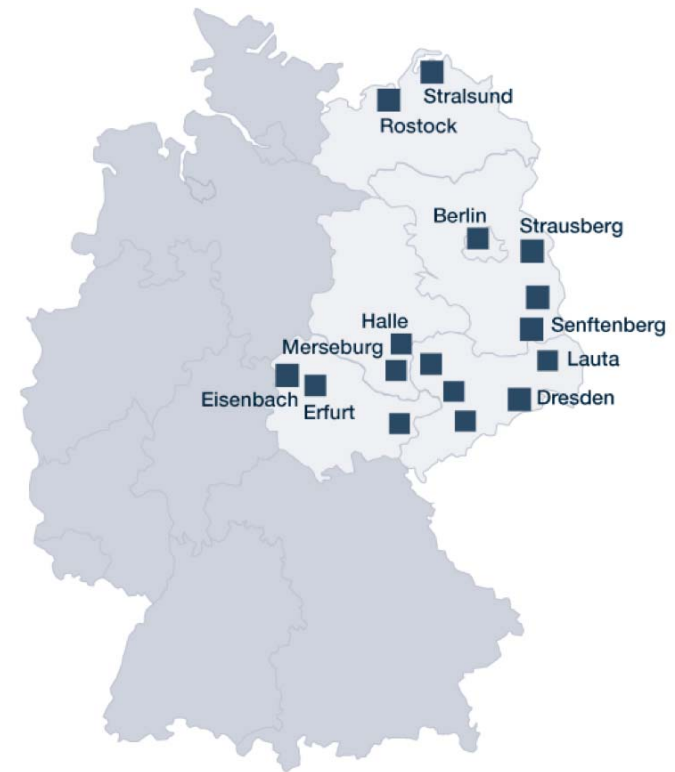 Stralsund
Rostock
Berlin
Strausberg
Halle
Senftenberg
Merseburg
Lauta
Eisenbach
Erfurt
Dresden